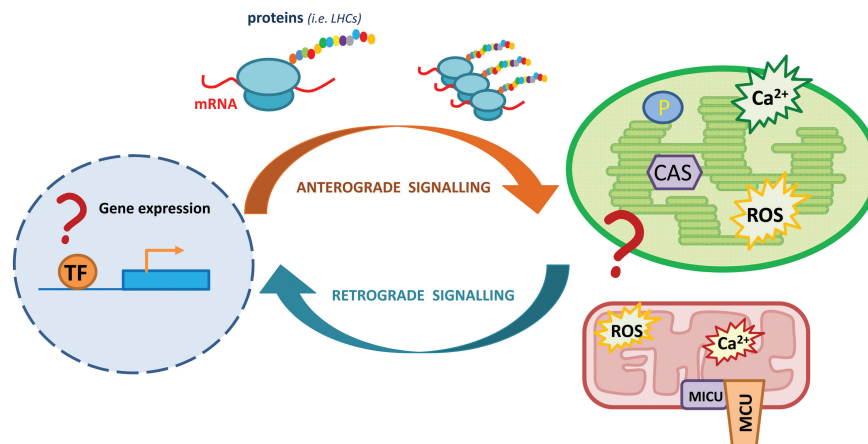 proteins (i.e. LHCs)
mRNA
ANTEROGRADE SIGNALLING
RETROGRADE SIGNALLING
?
Gene expression
TF
P
Ca²⁺
CAS
ROS
?
ROS
Ca²⁺
MICU
MCU